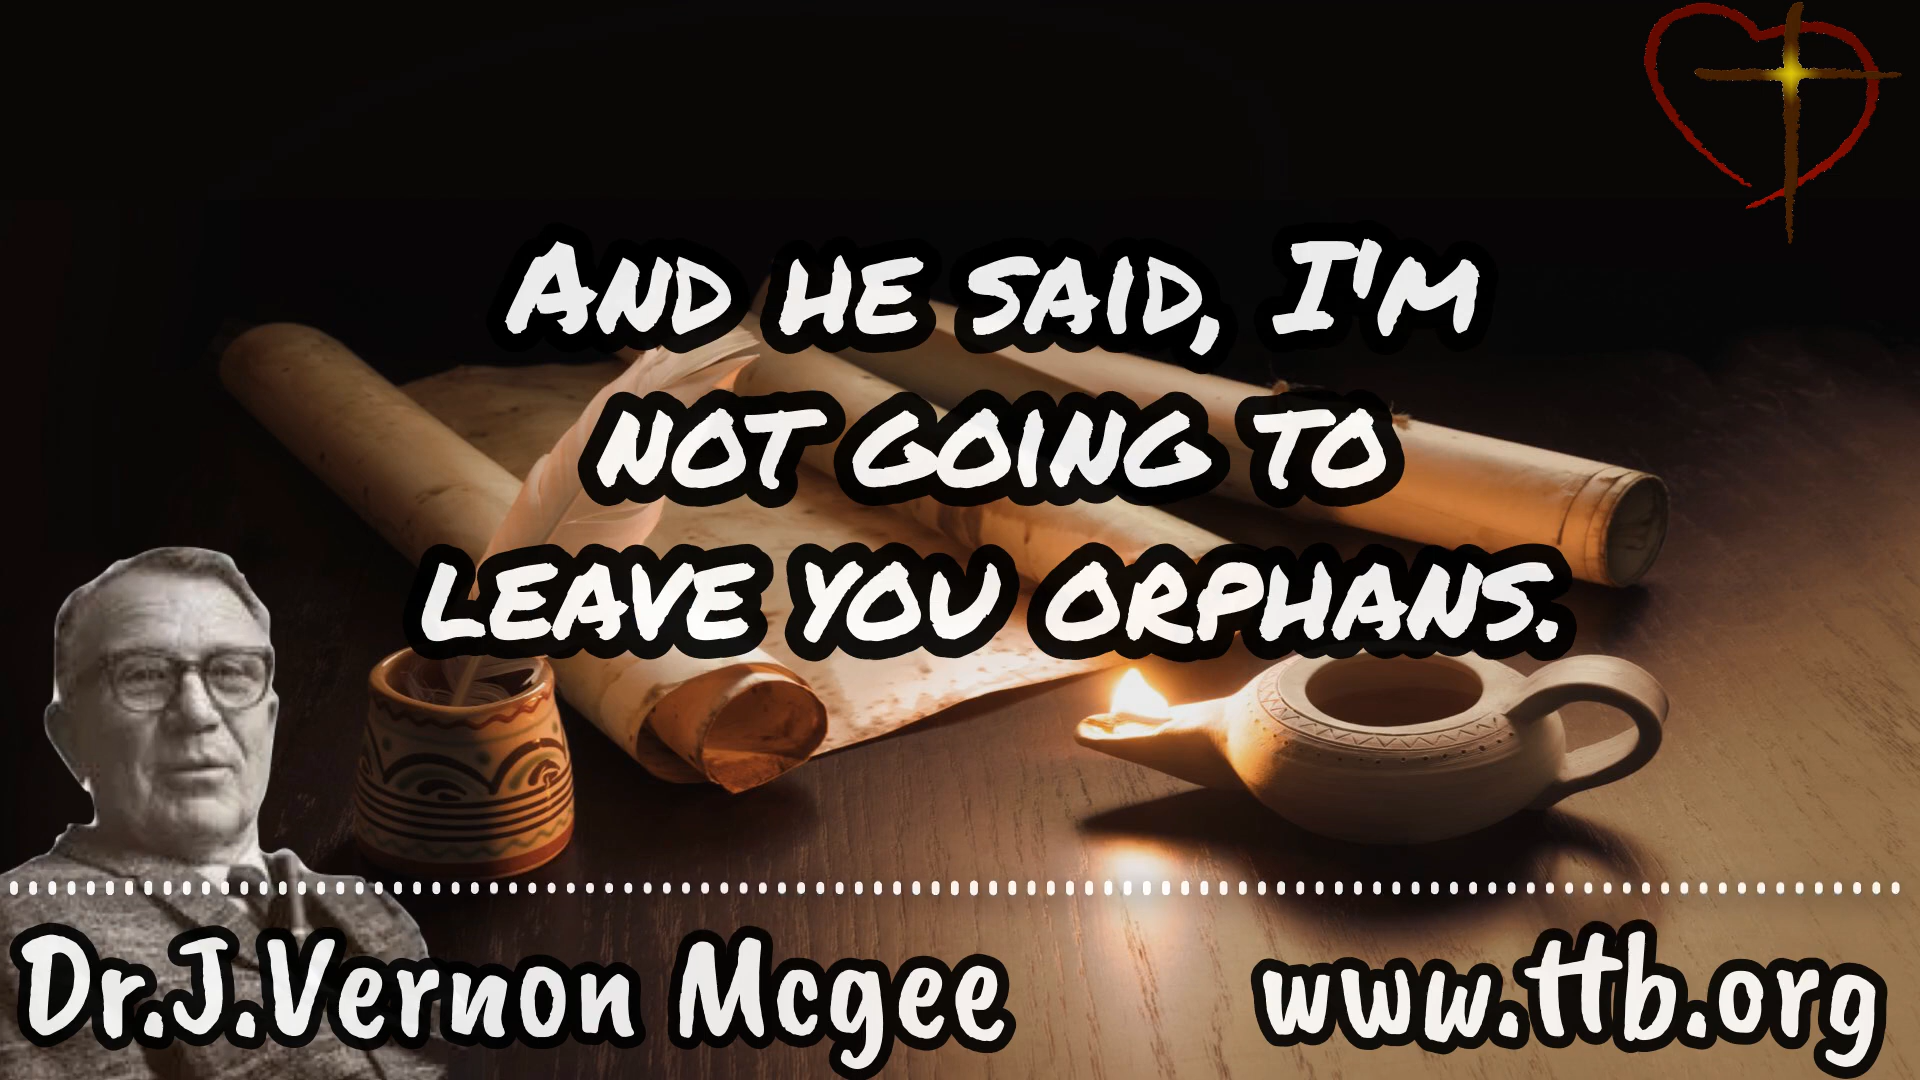 And he said, I'm
not going to
leave you orphans.
Dr.J.Vernon Mcgee
www.ttb.org